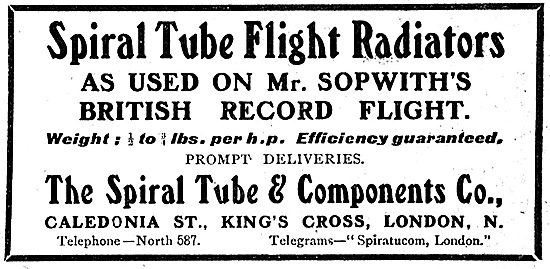 Spiral Tube Flight Radiators
AS USED ON Mr. SOPWITH'S
BRITISH RECORD FLIGHT.
Weight: ½ to ¾ lbs. per h.p. Efficiency guaranteed.
PROMPT DELIVERIES.
The Spiral Tube & Components Co.,
CALEDONIA ST., KING'S CROSS, LONDON, N.
Telephone—North 587. Telegrams—"Spiratucom, London."